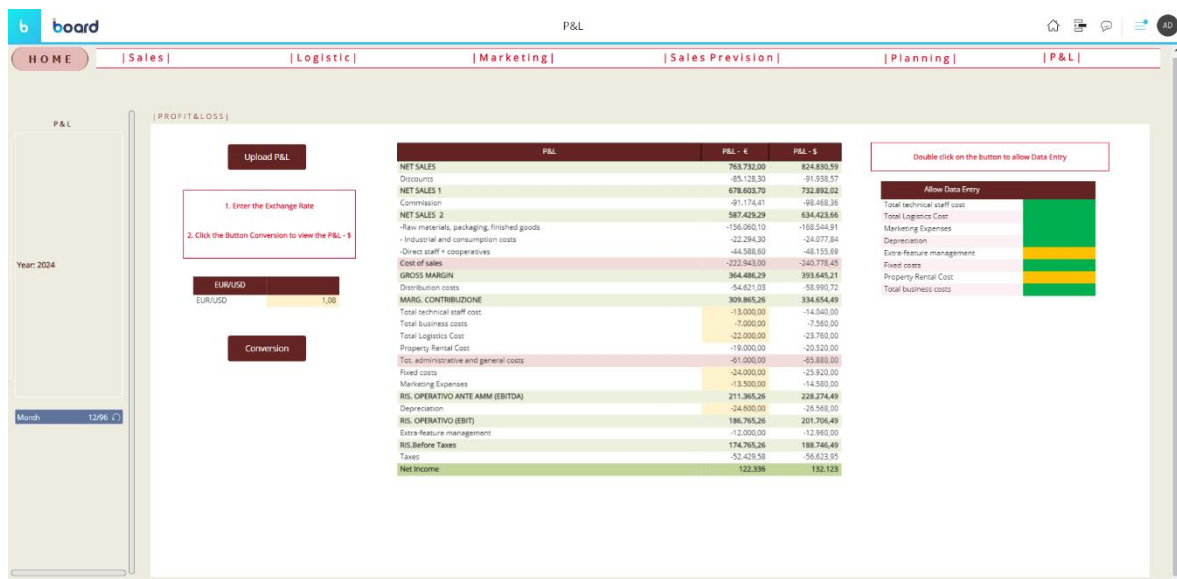 b board P&L AD
HOME |Sales| |Logistic| |Marketing| |Sales Prevision| |Planning| |P&L|
P&L
Year: 2024
Month 12/96
|PROFIT&LOSS|
Upload P&L
1. Enter the Exchange Rate
2. Click the Button Conversion to view the P&L - $
EUR/USD
EUR/USD 1,08
Conversion
P&L P&L - € P&L - $
NET SALES 763.732,00 824.830,59
Discounts -85.128,30 -91.938,57
NET SALES 1 678.603,70 732.892,02
Commission -91.174,41 -98.468,36
NET SALES 2 587.429,29 634.423,66
-Raw materials, packaging, finished goods -156.060,10 -168.544,91
- Industrial and consumption costs -22.294,30 -24.077,84
-Direct staff + cooperatives -44.588,60 -48.155,69
Cost of sales -222.943,00 -240.778,45
GROSS MARGIN 364.486,29 393.645,21
Distribution costs -54.621,03 -58.990,72
MARG. CONTRIBUZIONE 309.865,26 334.654,49
Total technical staff cost -13.000,00 -14.040,00
Total business costs -7.000,00 -7.560,00
Total Logistics Cost -22.000,00 -23.760,00
Property Rental Cost -19.000,00 -20.520,00
Tot. administrative and general costs -61.000,00 -65.880,00
Fixed costs -24.000,00 -25.920,00
Marketing Expenses -13.500,00 -14.580,00
RIS. OPERATIVO ANTE AMM (EBITDA) 211.365,26 228.274,49
Depreciation -24.600,00 -26.568,00
RIS. OPERATIVO (EBIT) 186.765,26 201.706,49
Extra-feature management -12.000,00 -12.960,00
RIS.Before Taxes 174.765,26 188.746,49
Taxes -52.429,58 -56.623,95
Net Income 122.336 132.123
Double click on the button to allow Data Entry
Allow Data Entry
Total technical staff cost
Total Logistics Cost
Marketing Expenses
Depreciation
Extra-feature management
Fixed costs
Property Rental Cost
Total business costs